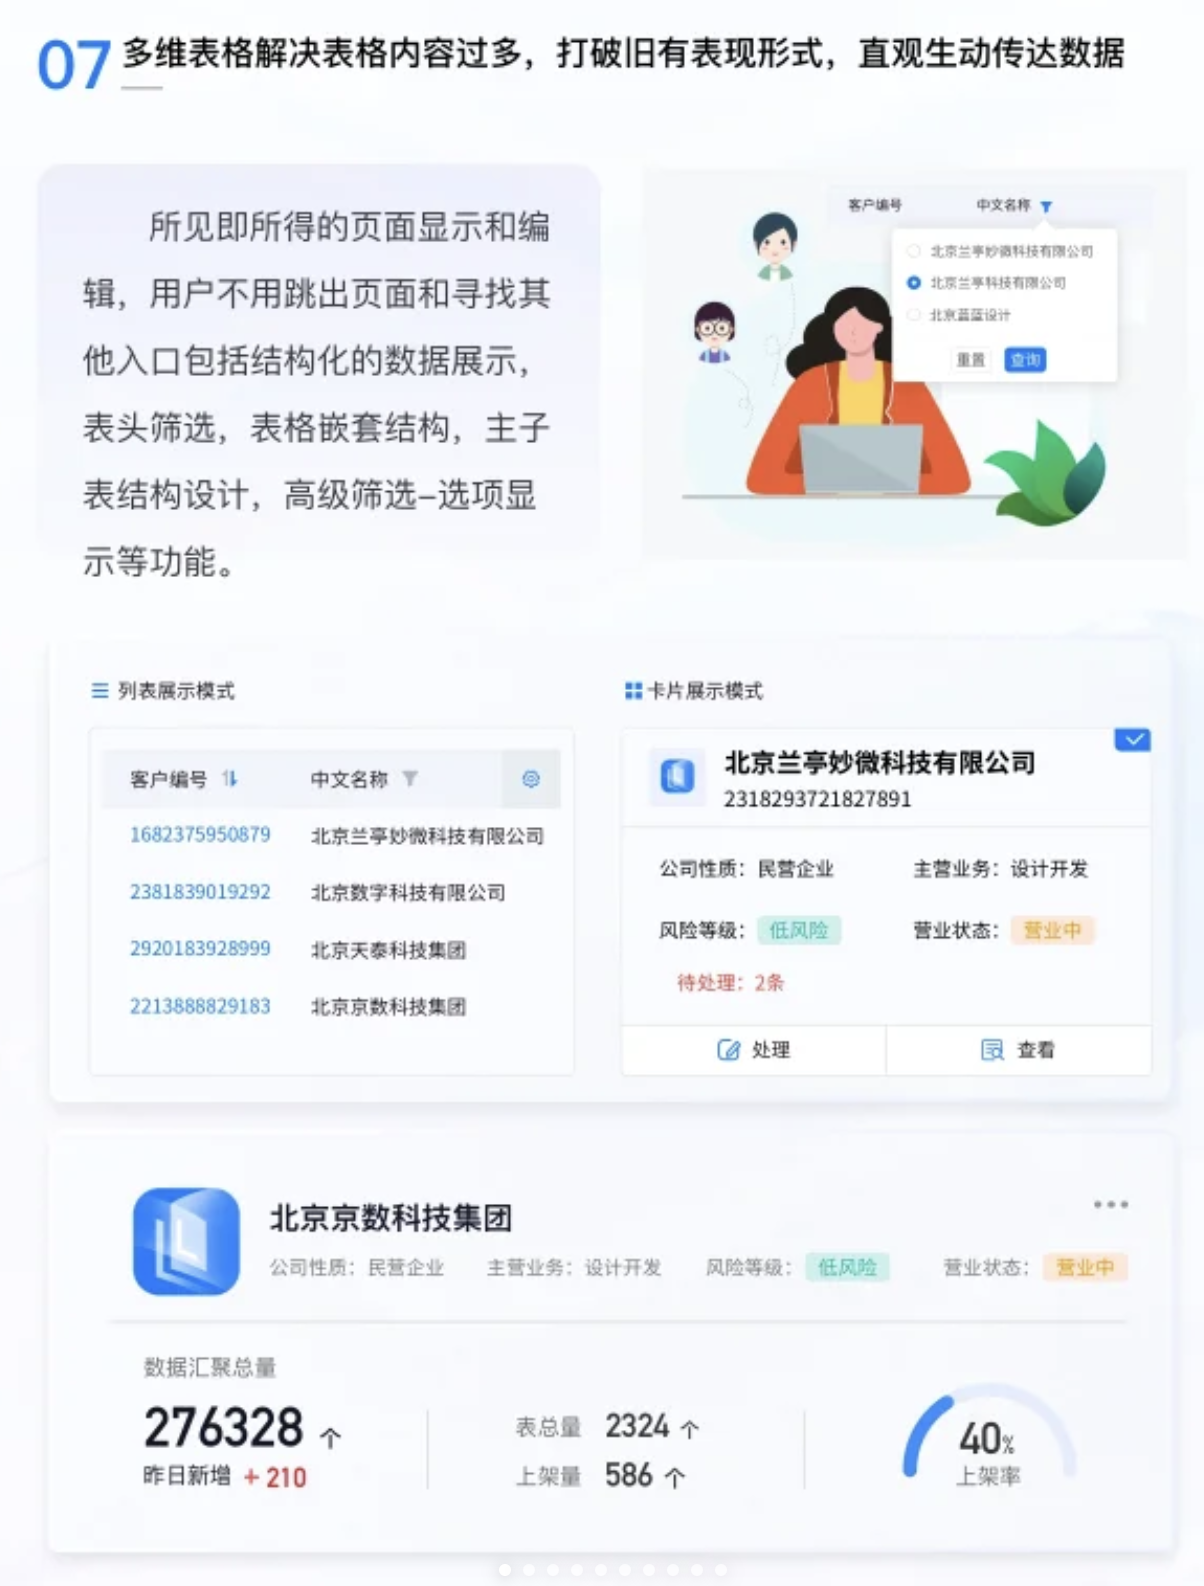 07
多维表格解决表格内容过多，打破旧有表现形式，直观生动传达数据
所见即所得的页面显示和编
辑，用户不用跳出页面和寻找其
他入口包括结构化的数据展示，
表头筛选，表格嵌套结构，主子
表结构设计，高级筛选–选项显
示等功能。
客户编号 中文名称
北京兰亭妙微科技有限公司
北京兰亭科技有限公司
北京蓝蓝设计
重置 查询
列表展示模式
客户编号 中文名称
1682375950879 北京兰亭妙微科技有限公司
2381839019292 北京数字科技有限公司
2920183928999 北京天泰科技集团
2213888829183 北京京数科技集团
卡片展示模式
北京兰亭妙微科技有限公司
2318293721827891
公司性质：民营企业 主营业务：设计开发
风险等级：低风险 营业状态：营业中
待处理：2条
处理 查看
北京京数科技集团
公司性质：民营企业 主营业务：设计开发 风险等级：低风险 营业状态：营业中
数据汇聚总量
276328 个
昨日新增 + 210
表总量 2324 个
上架量 586 个
40%
上架率